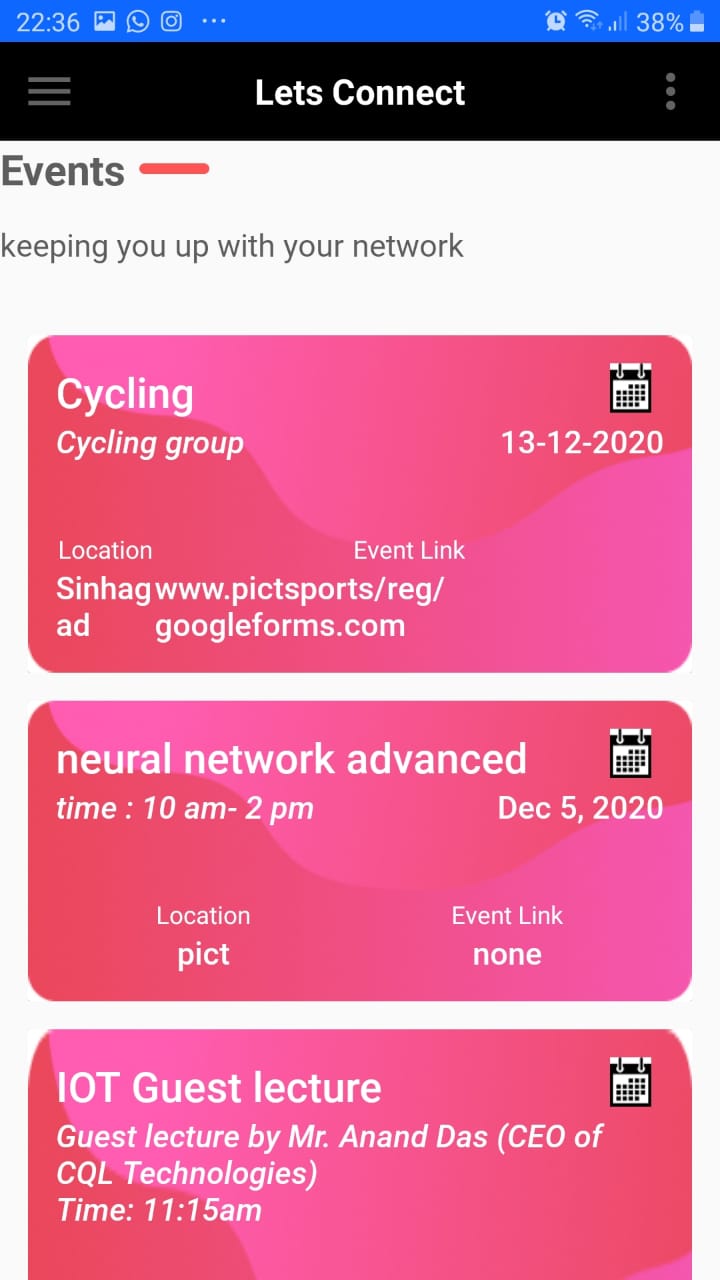 22:36 38%
Lets Connect
Events
keeping you up with your network
Cycling
Cycling group 13-12-2020
Location Event Link
Sinhag www.pictsports/reg/
ad googleforms.com
neural network advanced
time : 10 am- 2 pm Dec 5, 2020
Location Event Link
pict none
IOT Guest lecture
Guest lecture by Mr. Anand Das (CEO of
CQL Technologies)
Time: 11:15am